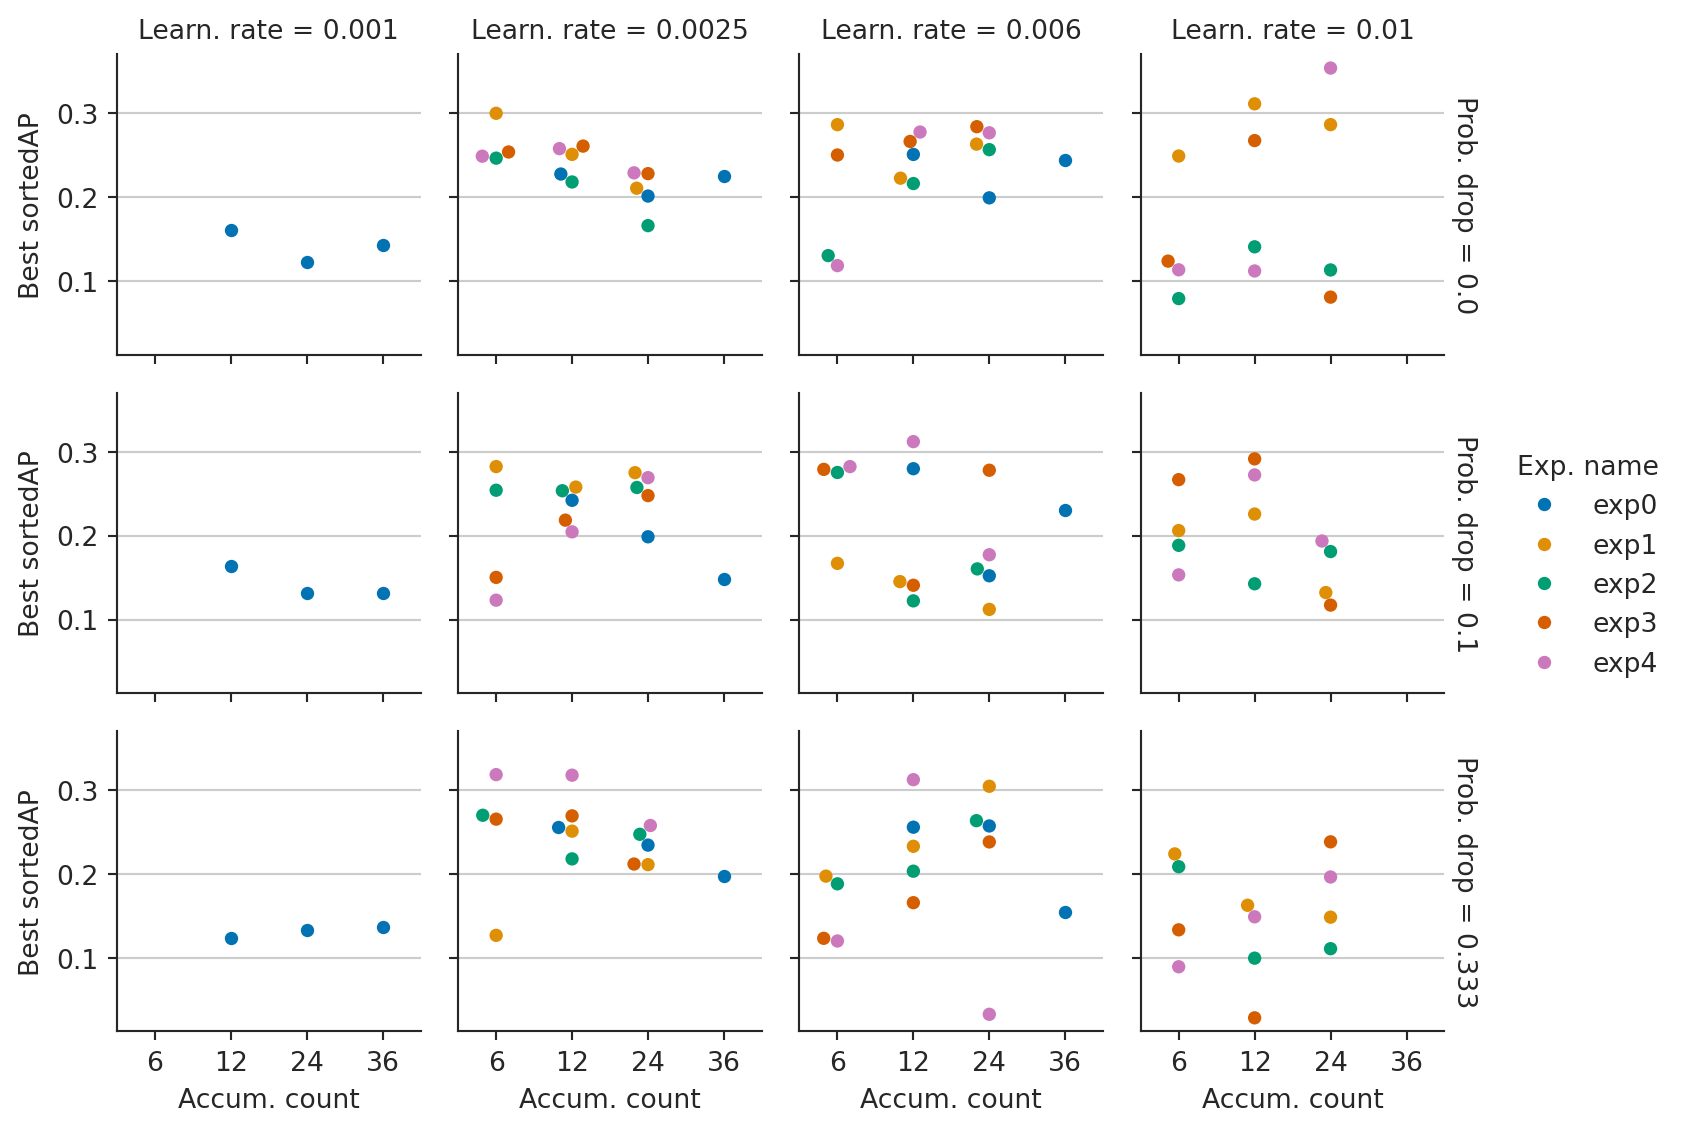 Learn. rate = 0.001
Learn. rate = 0.0025
Learn. rate = 0.006
Learn. rate = 0.01
Best sortedAP
0.3
0.2
0.1
Prob. drop = 0.0
Best sortedAP
0.3
0.2
0.1
Prob. drop = 0.1
Exp. name
exp0
exp1
exp2
exp3
exp4
Best sortedAP
0.3
0.2
0.1
Prob. drop = 0.333
6 12 24 36
6 12 24 36
6 12 24 36
6 12 24 36
Accum. count
Accum. count
Accum. count
Accum. count